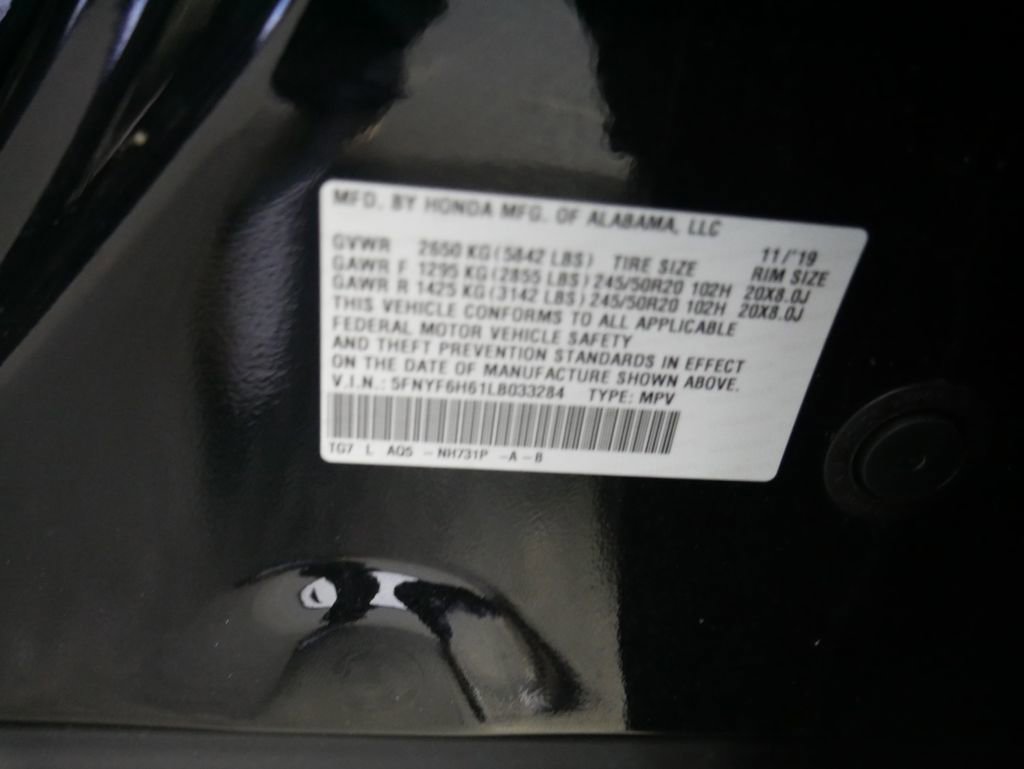 MFD. BY HONDA MFG. OF ALABAMA, LLC
11/'19
GVWR 2650 KG (5842 LBS) TIRE SIZE RIM SIZE
GAWR F 1295 KG (2855 LBS) 245/50R20 102H 20X8.0J
GAWR R 1425 KG (3142 LBS) 245/50R20 102H 20X8.0J
THIS VEHICLE CONFORMS TO ALL APPLICABLE
FEDERAL MOTOR VEHICLE SAFETY
AND THEFT PREVENTION STANDARDS IN EFFECT
ON THE DATE OF MANUFACTURE SHOWN ABOVE.
V.I.N.: 5FNYF6H61LB033284 TYPE: MPV
TG7 L AQ5 -NH731P -A-B